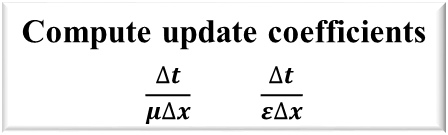 Compute update coefficients
Δt/μΔx    Δt/εΔx